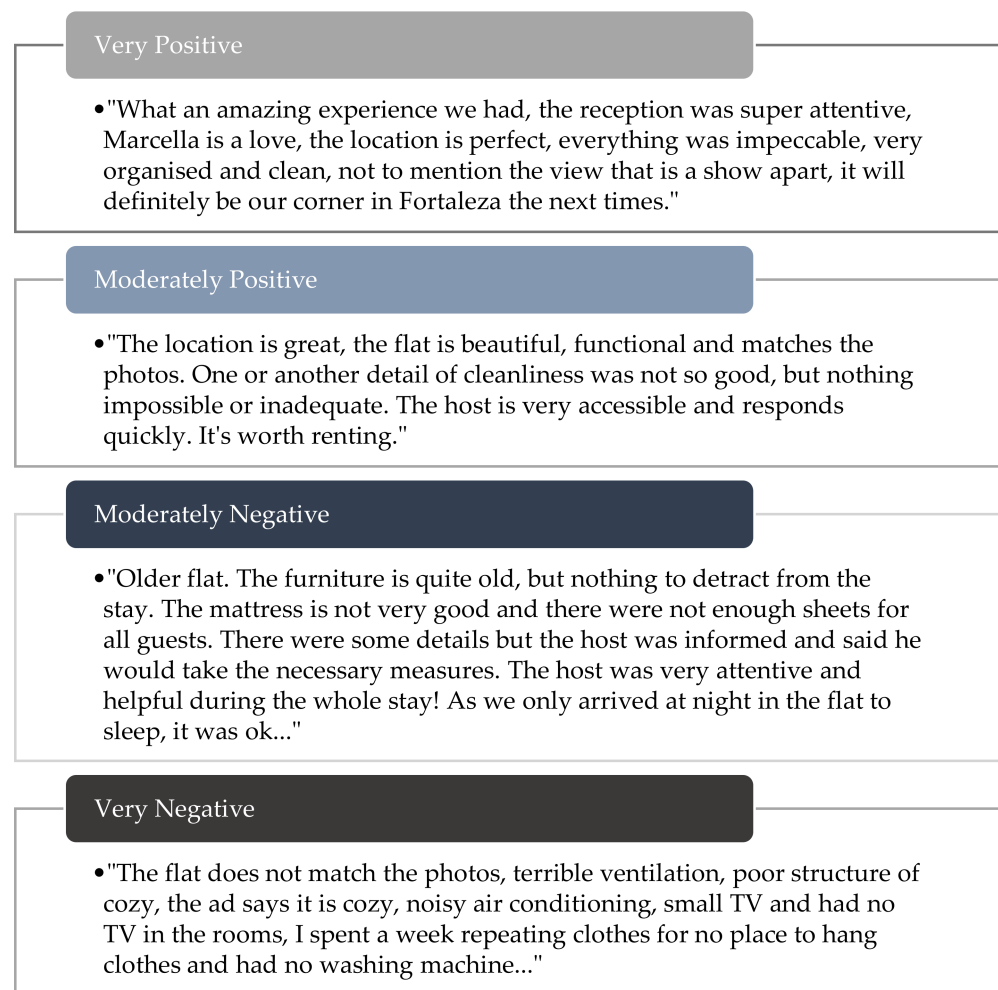 Very Positive
•"What an amazing experience we had, the reception was super attentive,
Marcella is a love, the location is perfect, everything was impeccable, very
organised and clean, not to mention the view that is a show apart, it will
definitely be our corner in Fortaleza the next times."
Moderately Positive
•"The location is great, the flat is beautiful, functional and matches the
photos. One or another detail of cleanliness was not so good, but nothing
impossible or inadequate. The host is very accessible and responds
quickly. It's worth renting."
Moderately Negative
•"Older flat. The furniture is quite old, but nothing to detract from the
stay. The mattress is not very good and there were not enough sheets for
all guests. There were some details but the host was informed and said he
would take the necessary measures. The host was very attentive and
helpful during the whole stay! As we only arrived at night in the flat to
sleep, it was ok..."
Very Negative
•"The flat does not match the photos, terrible ventilation, poor structure of
cozy, the ad says it is cozy, noisy air conditioning, small TV and had no
TV in the rooms, I spent a week repeating clothes for no place to hang
clothes and had no washing machine..."